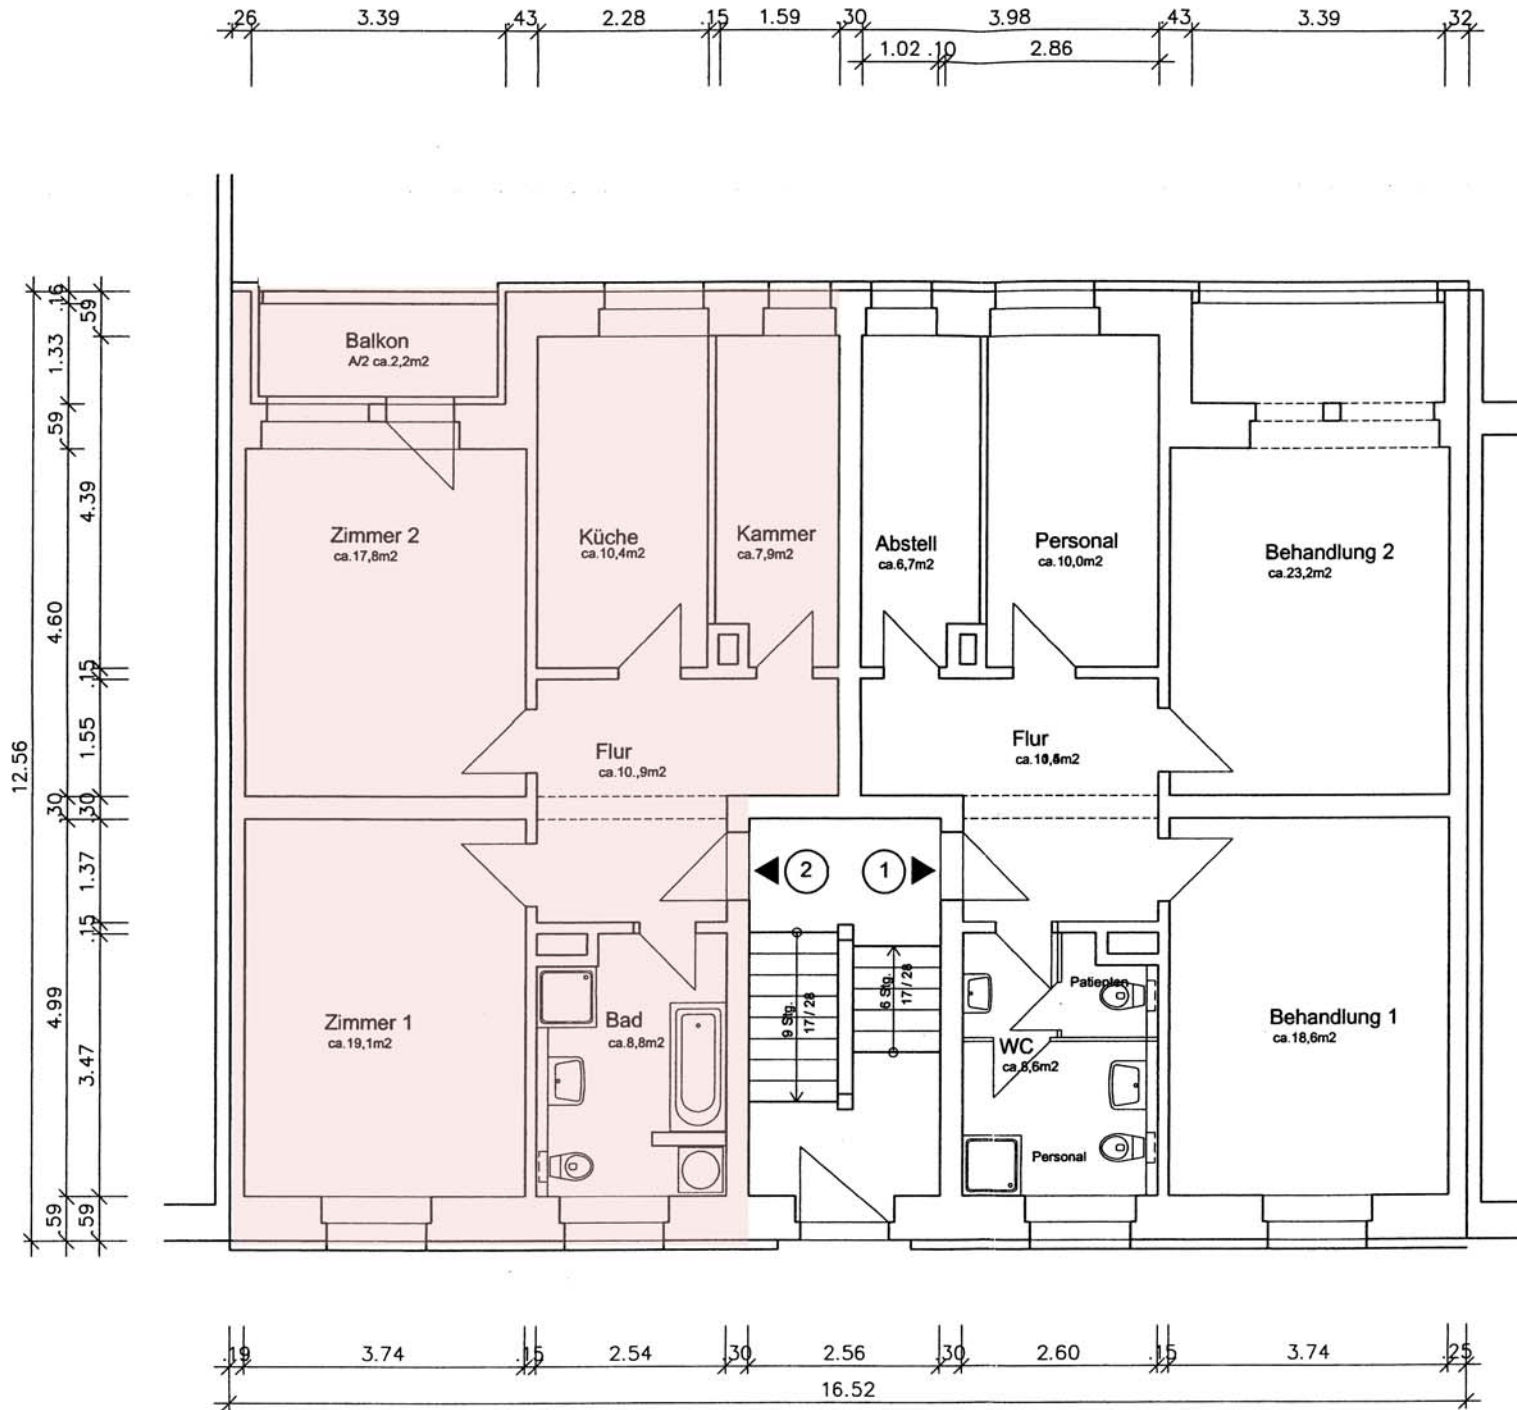 .26 3.39 .43 2.28 .15 1.59 .30 3.98 .43 3.39 .32
1.02 .10 2.86
.16
.59
1.33
.59
4.39
4.60
.15
1.55
12.56
.30
.30
1.37
.15
4.99
3.47
.59
.59
Balkon
A/2 ca.2,2m2
Zimmer 2
ca.17,8m2
Küche
ca.10,4m2
Kammer
ca.7,9m2
Abstell
ca.6,7m2
Personal
ca.10,0m2
Behandlung 2
ca.23,2m2
Flur
ca.10.,9m2
Flur
2
1
9 Stg.
17 / 28
6 Stg.
17 / 28
Zimmer 1
ca.19,1m2
Bad
ca.8,8m2
Patienten
WC
ca.8,6m2
Personal
Behandlung 1
ca.18,6m2
.19 3.74 .15 2.54 .30 2.56 .30 2.60 .15 3.74 .25
16.52